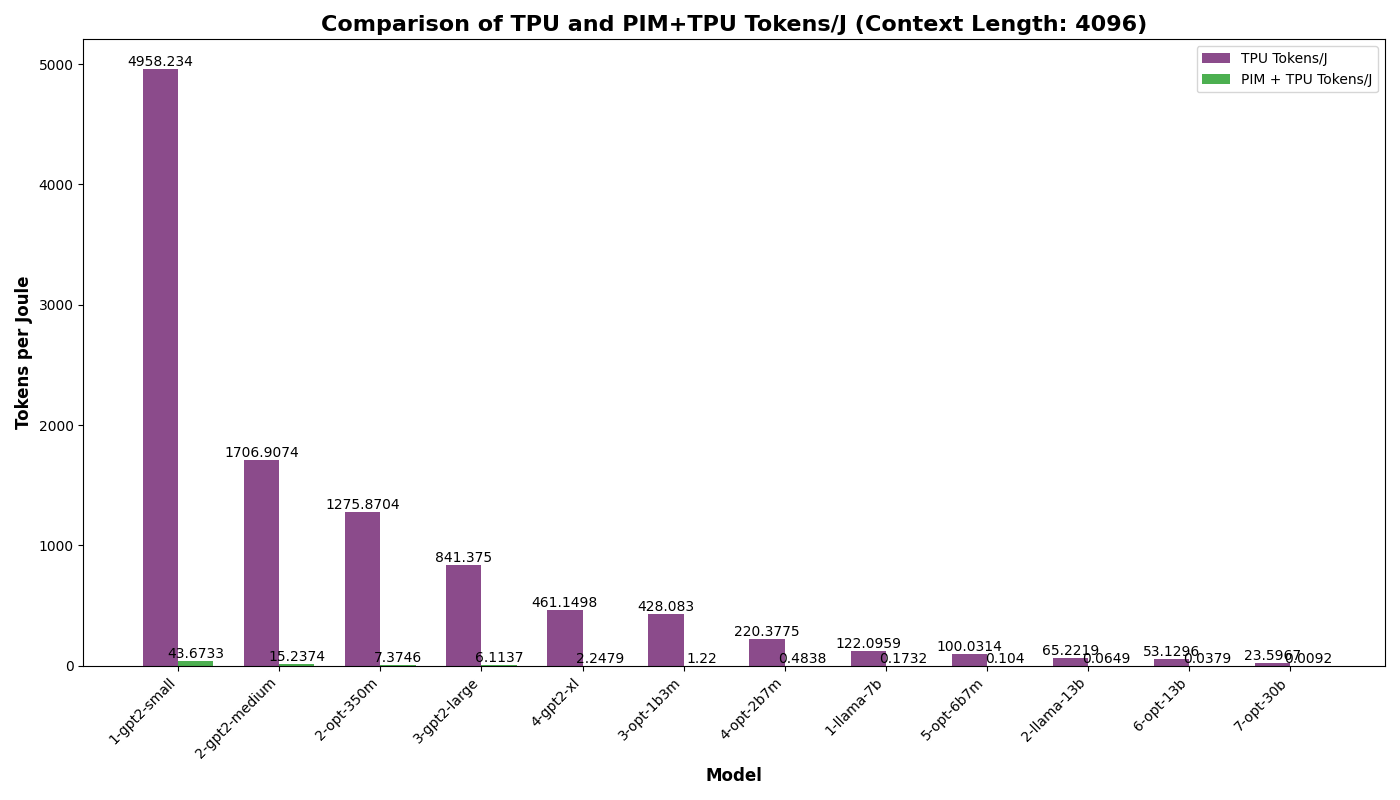 Comparison of TPU and PIM+TPU Tokens/J (Context Length: 4096)
TPU Tokens/J
PIM + TPU Tokens/J
Tokens per Joule
5000
4000
3000
2000
1000
0
4958.234
43.6733
1706.9074
15.2374
1275.8704
7.3746
841.375
6.1137
461.1498
2.2479
428.083
1.22
220.3775
0.4838
122.0959
0.1732
100.0314
0.104
65.2219
0.0649
53.1296
0.0379
23.5967
0.0092
1-gpt2-small
2-gpt2-medium
2-opt-350m
3-gpt2-large
4-gpt2-xl
3-opt-1b3m
4-opt-2b7m
1-llama-7b
5-opt-6b7m
2-llama-13b
6-opt-13b
7-opt-30b
Model